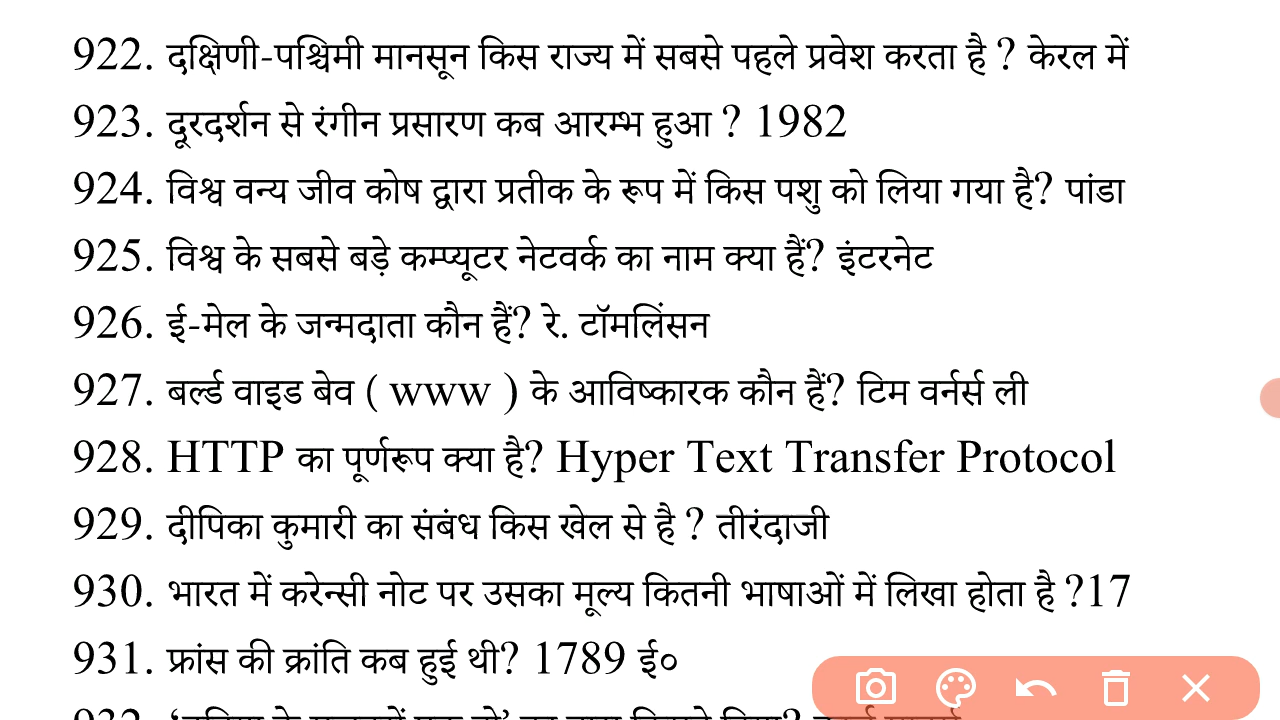 922. दक्षिणी-पश्चिमी मानसून किस राज्य में सबसे पहले प्रवेश करता है ? केरल में
923. दूरदर्शन से रंगीन प्रसारण कब आरम्भ हुआ ? 1982
924. विश्व वन्य जीव कोष द्वारा प्रतीक के रूप में किस पशु को लिया गया है? पांडा
925. विश्व के सबसे बड़े कम्प्यूटर नेटवर्क का नाम क्या हैं? इंटरनेट
926. ई-मेल के जन्मदाता कौन हैं? रे. टॉमलिंसन
927. बर्ल्ड वाइड बेव ( www ) के आविष्कारक कौन हैं? टिम वर्नर्स ली
928. HTTP का पूर्णरूप क्या है? Hyper Text Transfer Protocol
929. दीपिका कुमारी का संबंध किस खेल से है ? तीरंदाजी
930. भारत में करेन्सी नोट पर उसका मूल्य कितनी भाषाओं में लिखा होता है ?17
931. फ्रांस की क्रांति कब हुई थी? 1789 ई०